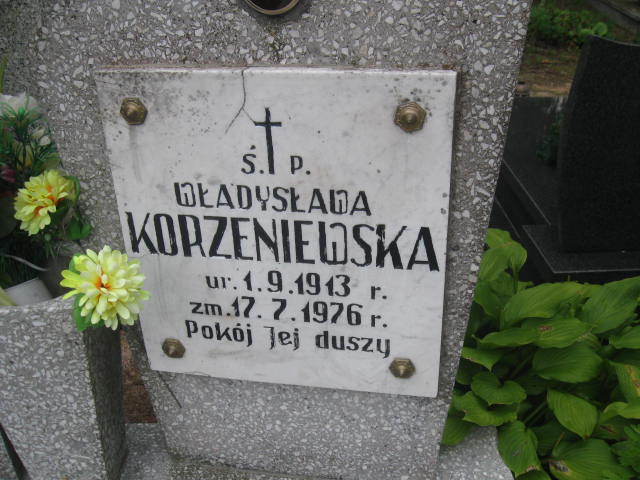 Ś. P.
WŁADYSŁAWA
KORZENIEWSKA
ur. 1.9.1913 r.
zm. 17.7.1976 r.
Pokój Jej duszy